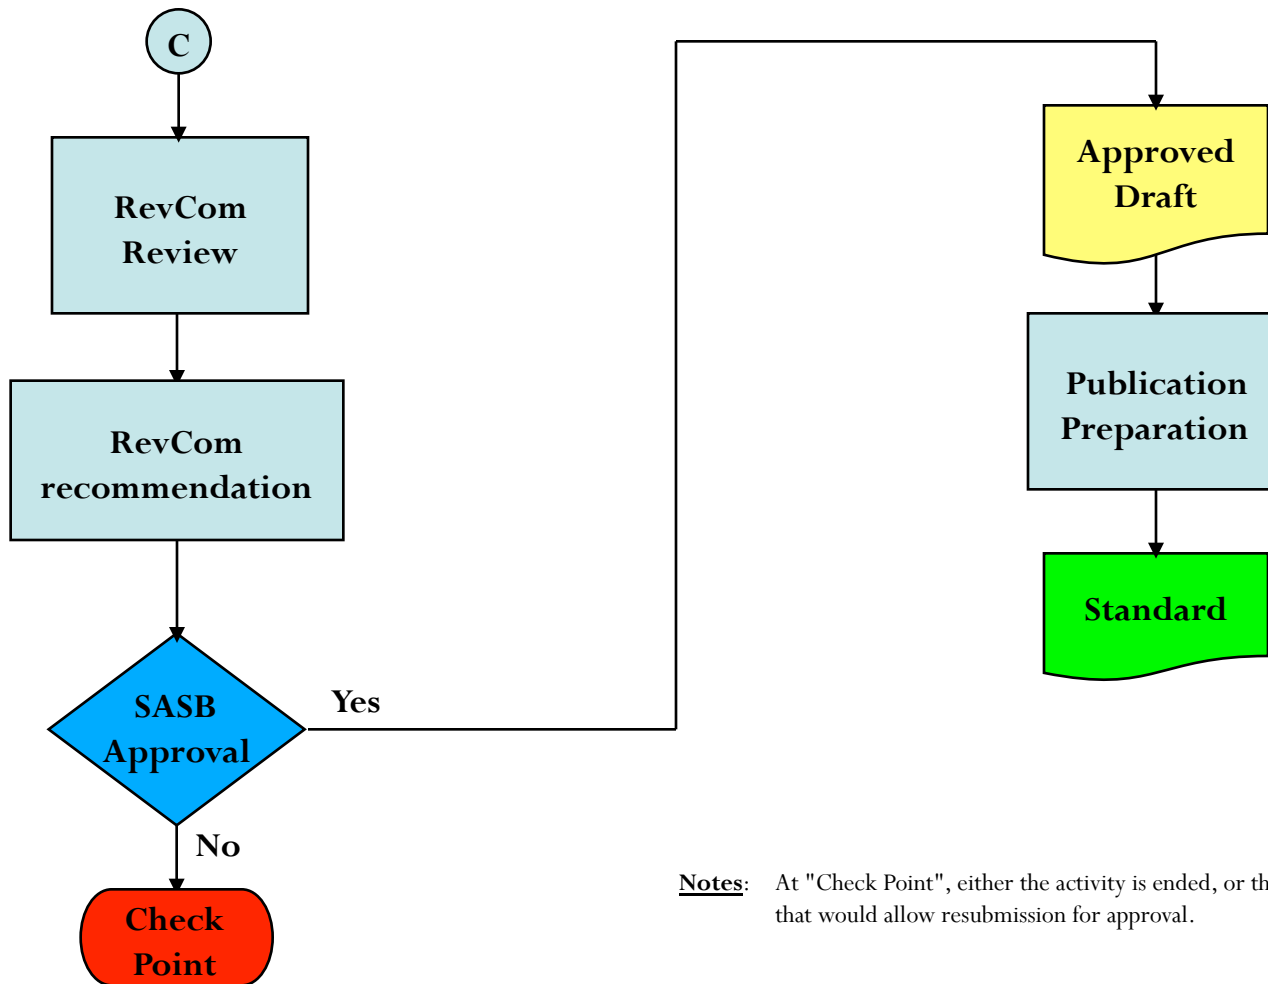 C
RevCom
Review
RevCom
recommendation
SASB
Approval
Yes
No
Check
Point
Approved
Draft
Publication
Preparation
Standard
Notes: At "Check Point", either the activity is ended, or
that would allow resubmission for approval.